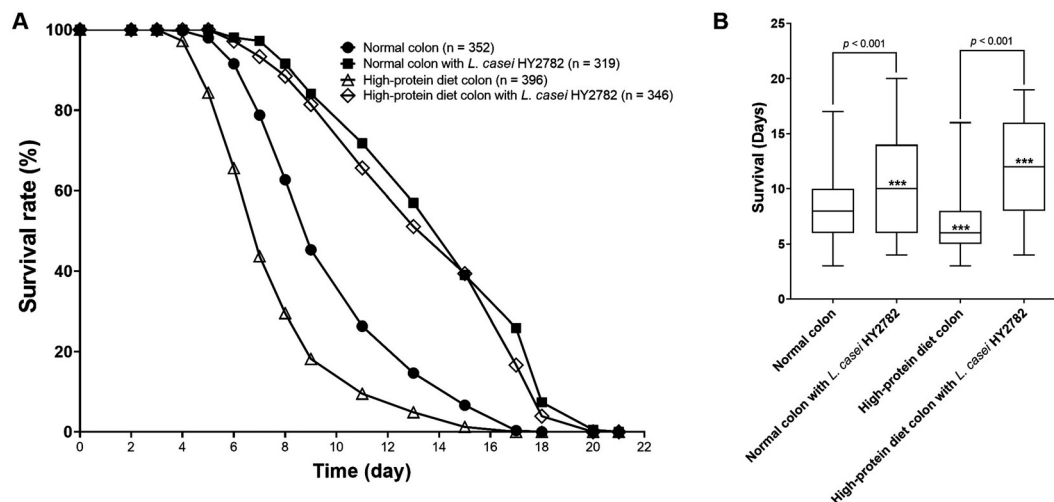 A
Survival rate (%)
100
80
60
40
20
0
0 2 4 6 8 10 12 14 16 18 20 22
Time (day)
Normal colon (n = 352)
Normal colon with L. casei HY2782 (n = 319)
High-protein diet colon (n = 396)
High-protein diet colon with L. casei HY2782 (n = 346)
B
Survival (Days)
25
20
15
10
5
0
p < 0.001
p < 0.001
***
***
***
Normal colon
Normal colon with L. casei HY2782
High-protein diet colon
High-protein diet colon with L. casei HY2782